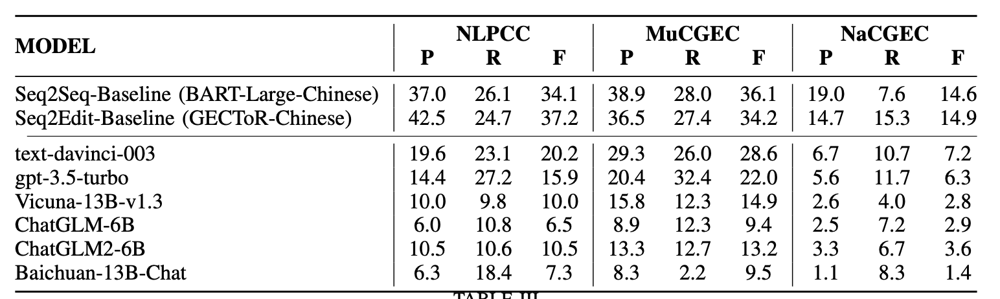 MODEL NLPCC MuCGEC NaCGEC
P R F P R F P R F
Seq2Seq-Baseline (BART-Large-Chinese) 37.0 26.1 34.1 38.9 28.0 36.1 19.0 7.6 14.6
Seq2Edit-Baseline (GECToR-Chinese) 42.5 24.7 37.2 36.5 27.4 34.2 14.7 15.3 14.9
text-davinci-003 19.6 23.1 20.2 29.3 26.0 28.6 6.7 10.7 7.2
gpt-3.5-turbo 14.4 27.2 15.9 20.4 32.4 22.0 5.6 11.7 6.3
Vicuna-13B-v1.3 10.0 9.8 10.0 15.8 12.3 14.9 2.6 4.0 2.8
ChatGLM-6B 6.0 10.8 6.5 8.9 12.3 9.4 2.5 7.2 2.9
ChatGLM2-6B 10.5 10.6 10.5 13.3 12.7 13.2 3.3 6.7 3.6
Baichuan-13B-Chat 6.3 18.4 7.3 8.3 2.2 9.5 1.1 8.3 1.4
TABLE III